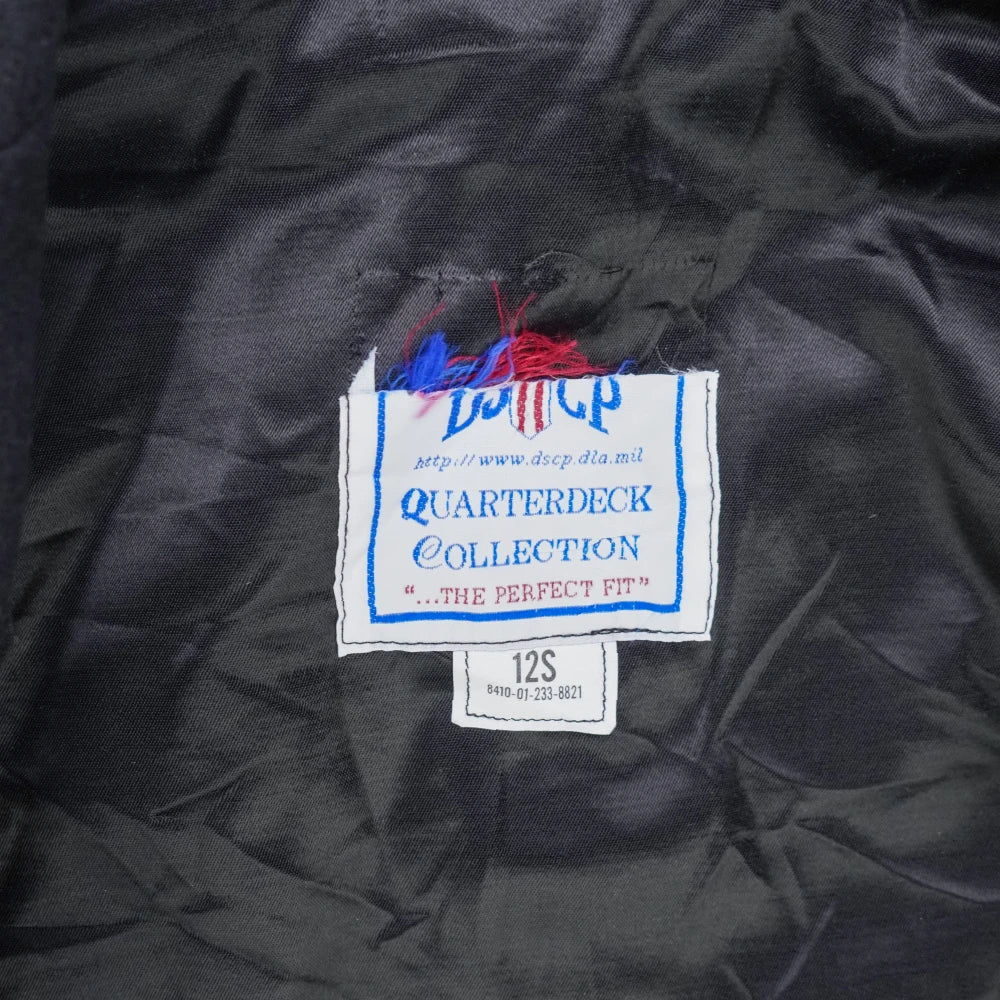 DSCP
http://www.dscp.dla.mil
QUARTERDECK
COLLECTION
"...THE PERFECT FIT"
12S
8410-01-233-8821